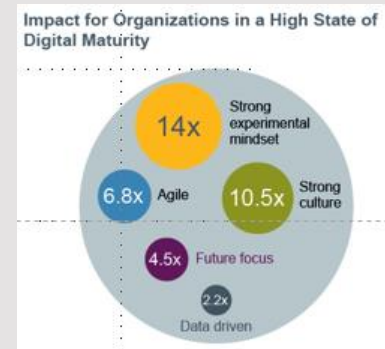 Impact for Organizations in a High State of
Digital Maturity
14x
Strong
experimental
mindset
6.8x
Agile
10.5x
Strong
culture
4.5x
Future focus
2.2x
Data driven